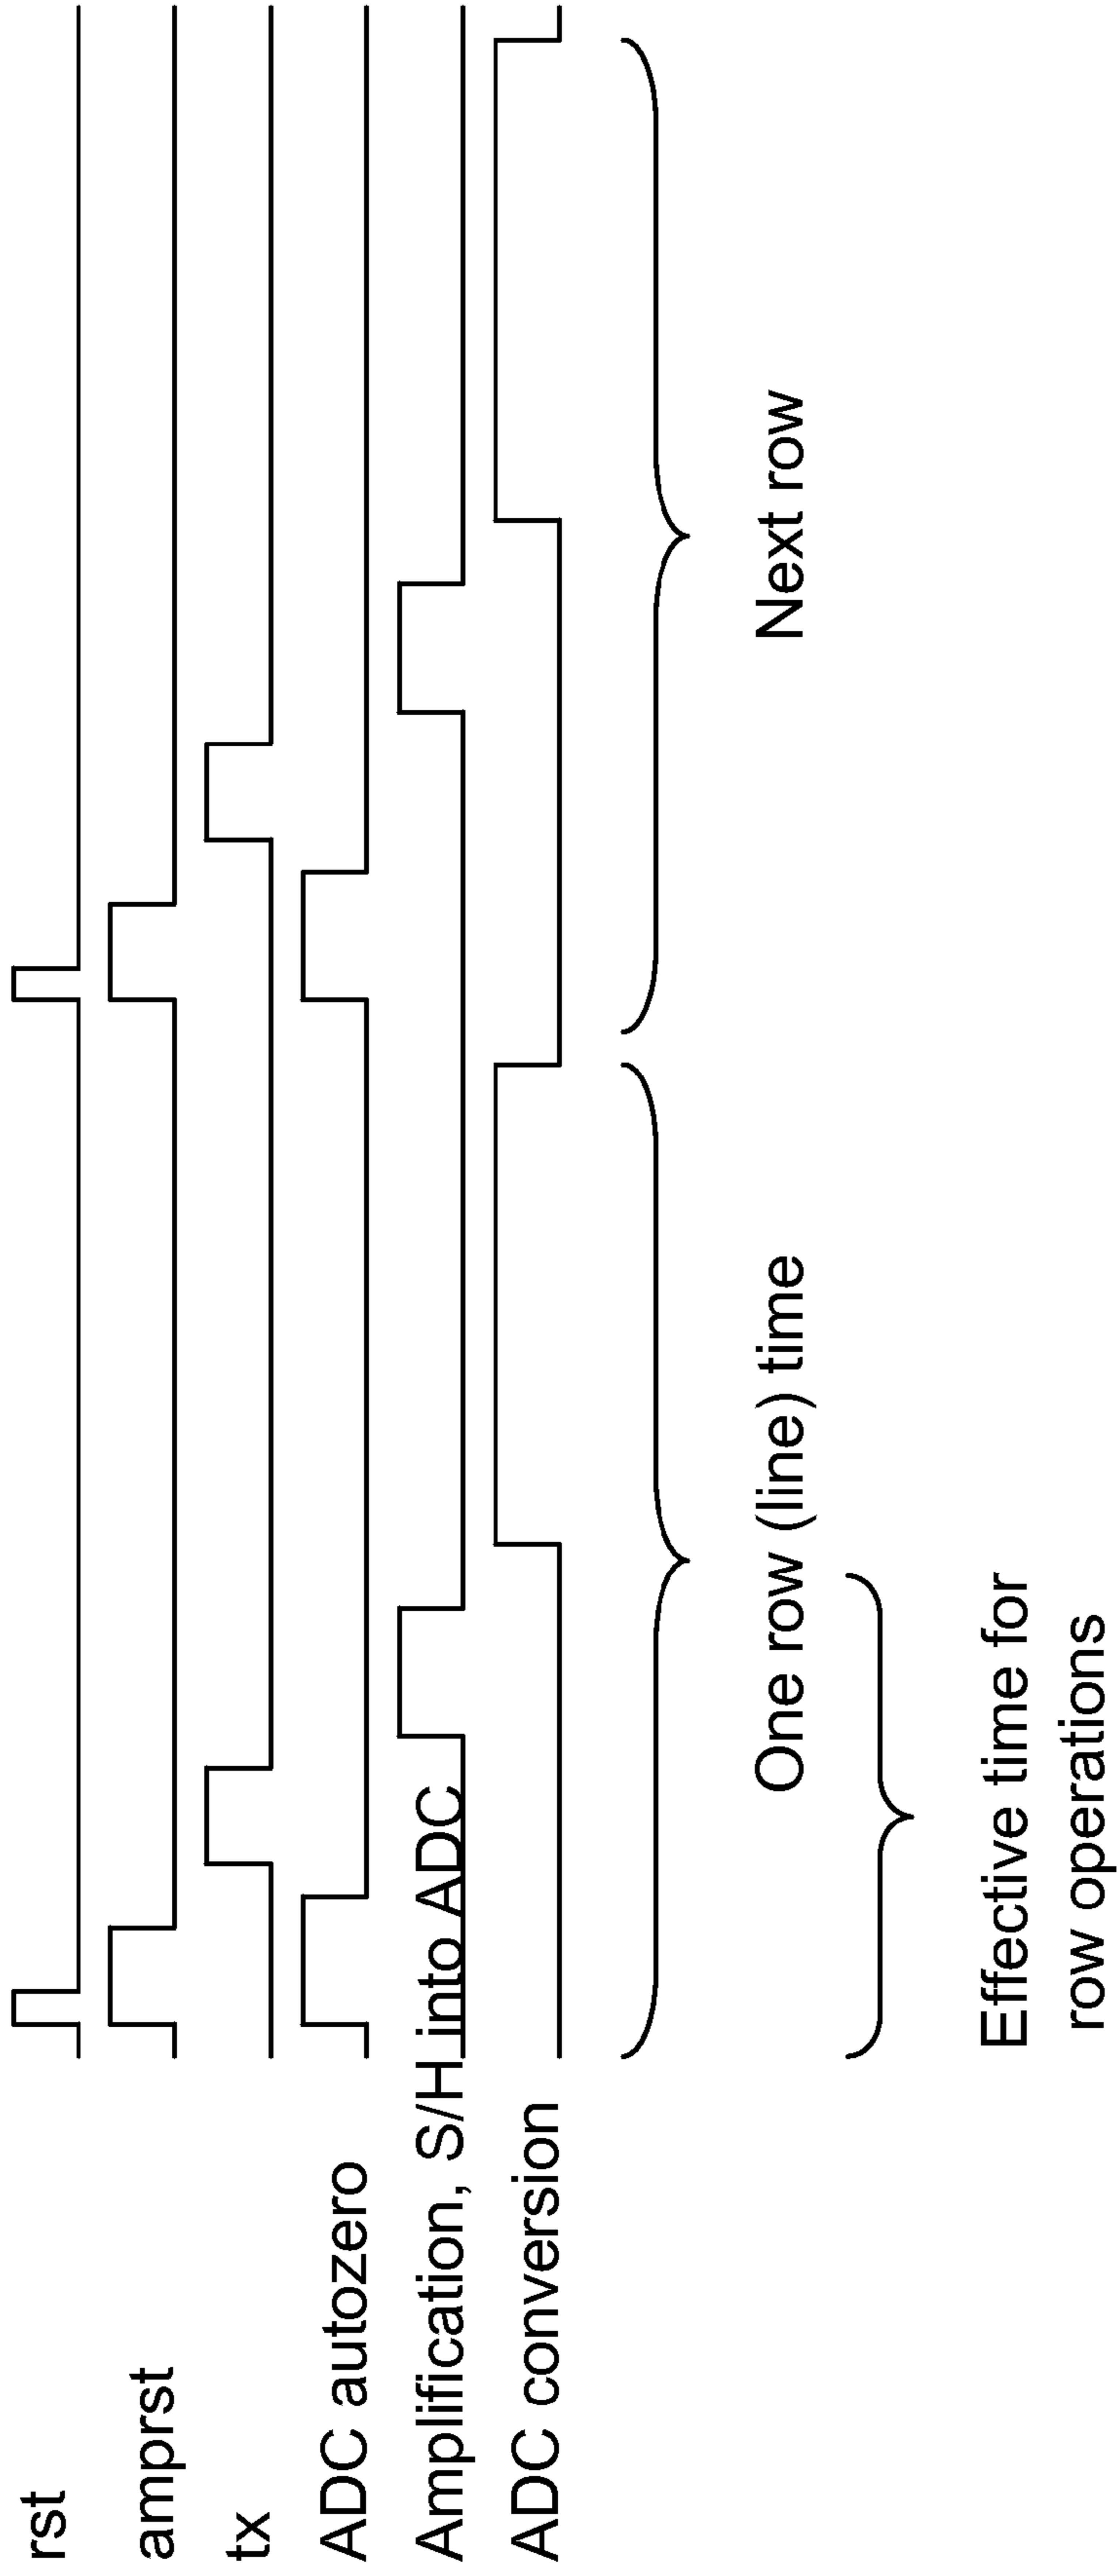 rst
amprst
tx
ADC autozero
Amplification, S/H into ADC
ADC conversion
One row (line) time
Next row
Effective time for
row operations